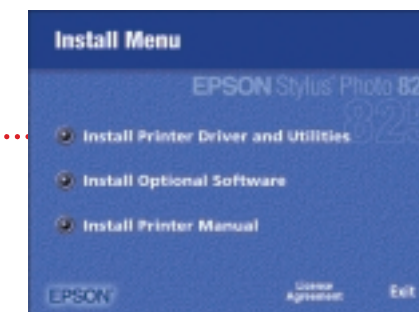 Install Menu
EPSON Stylus Photo 82
825
Install Printer Driver and Utilities
Install Optional Software
Install Printer Manual
EPSON
License
Agreement
Exit